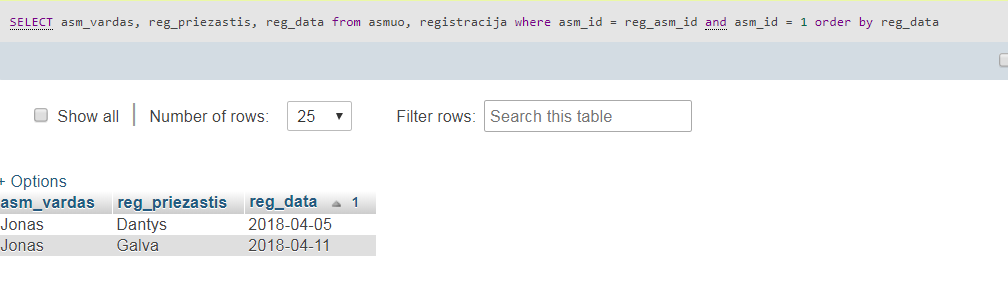 SELECT asm_vardas, reg_priezastis, reg_data from asmuo, registracija where asm_id = reg_asm_id and asm_id = 1 order by reg_data
Show all | Number of rows: 25 Filter rows: Search this table
+ Options
asm_vardas reg_priezastis reg_data 1
Jonas Dantys 2018-04-05
Jonas Galva 2018-04-11